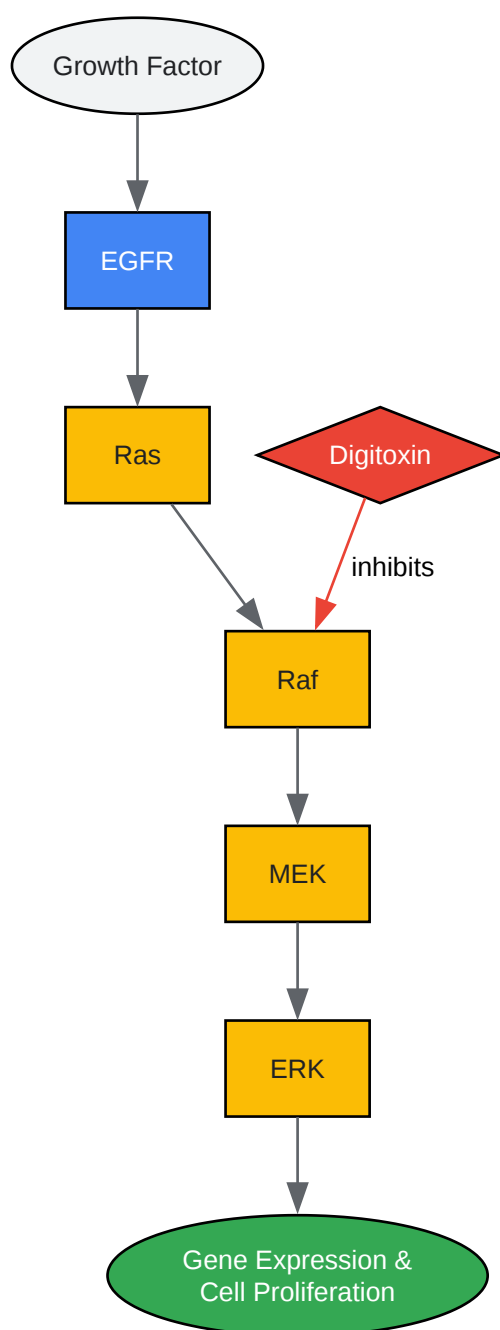 Growth Factor
EGFR
Ras
Digitoxin
inhibits
Raf
MEK
ERK
Gene Expression &
Cell Proliferation